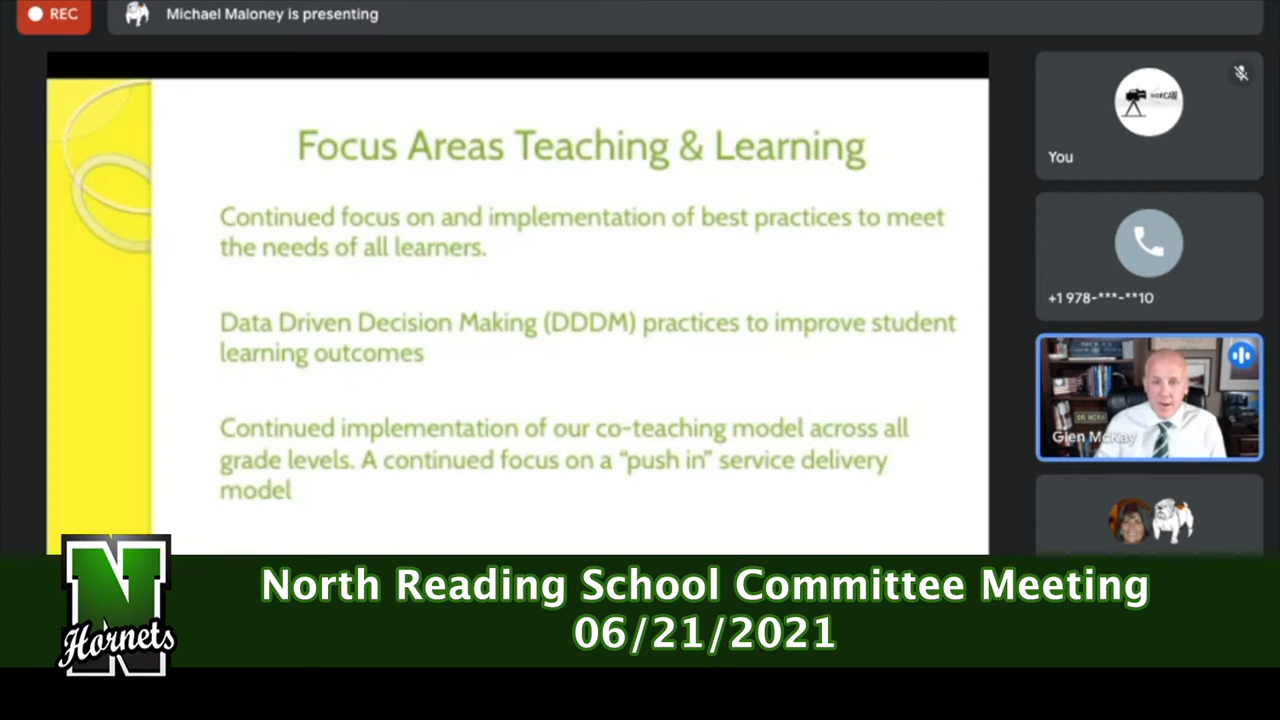 REC
Michael Maloney is presenting
Focus Areas Teaching & Learning
Continued focus on and implementation of best practices to meet
the needs of all learners.
Data Driven Decision Making (DDDM) practices to improve student
learning outcomes
Continued implementation of our co-teaching model across all
grade levels. A continued focus on a “push in” service delivery
model
NORCAM
You
+1 978-***-**10
DR. MCKAY
Glen McKay
N
Hornets
North Reading School Committee Meeting
06/21/2021